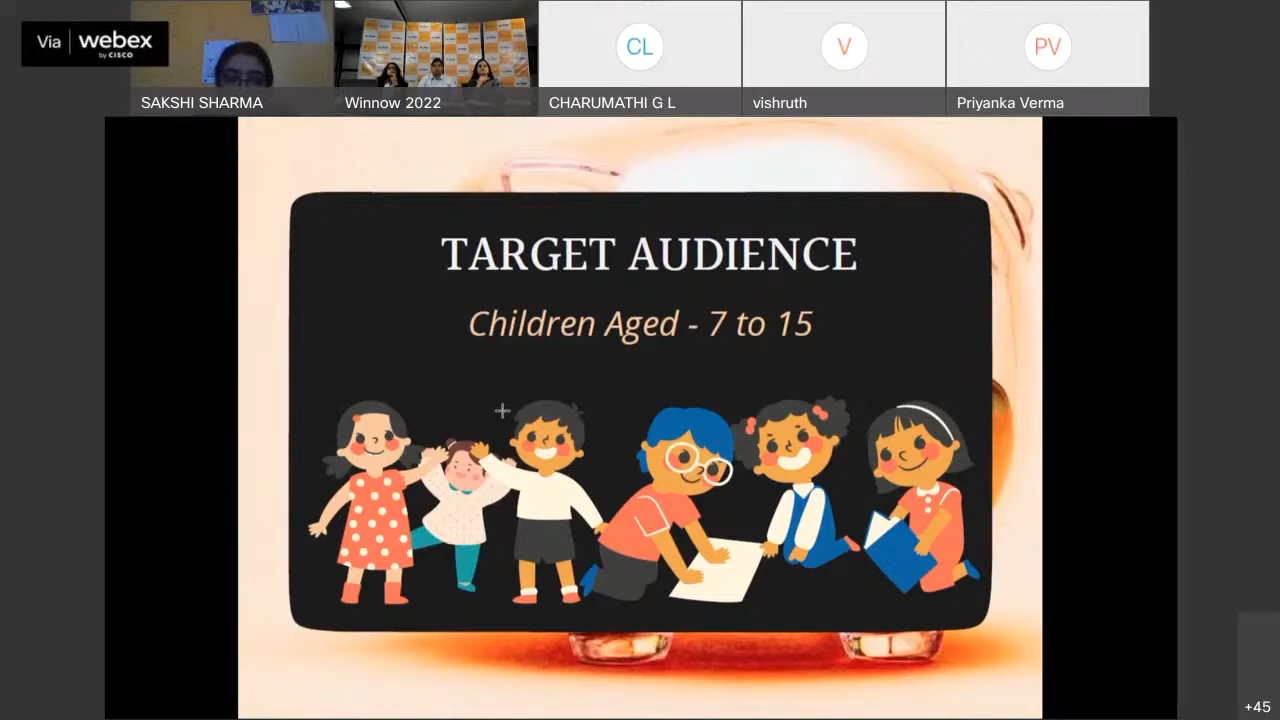 Via webex
by CISCO
SAKSHI SHARMA
Winnow 2022
CL
CHARUMATHI G L
V
vishruth
PV
Priyanka Verma
TARGET AUDIENCE
Children Aged - 7 to 15
+45